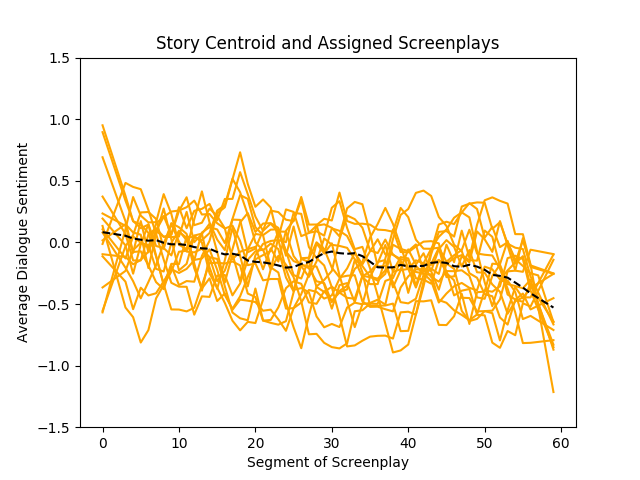 Story Centroid and Assigned Screenplays
Average Dialogue Sentiment
1.5
1.0
0.5
0.0
−0.5
−1.0
−1.5
0 10 20 30 40 50 60
Segment of Screenplay